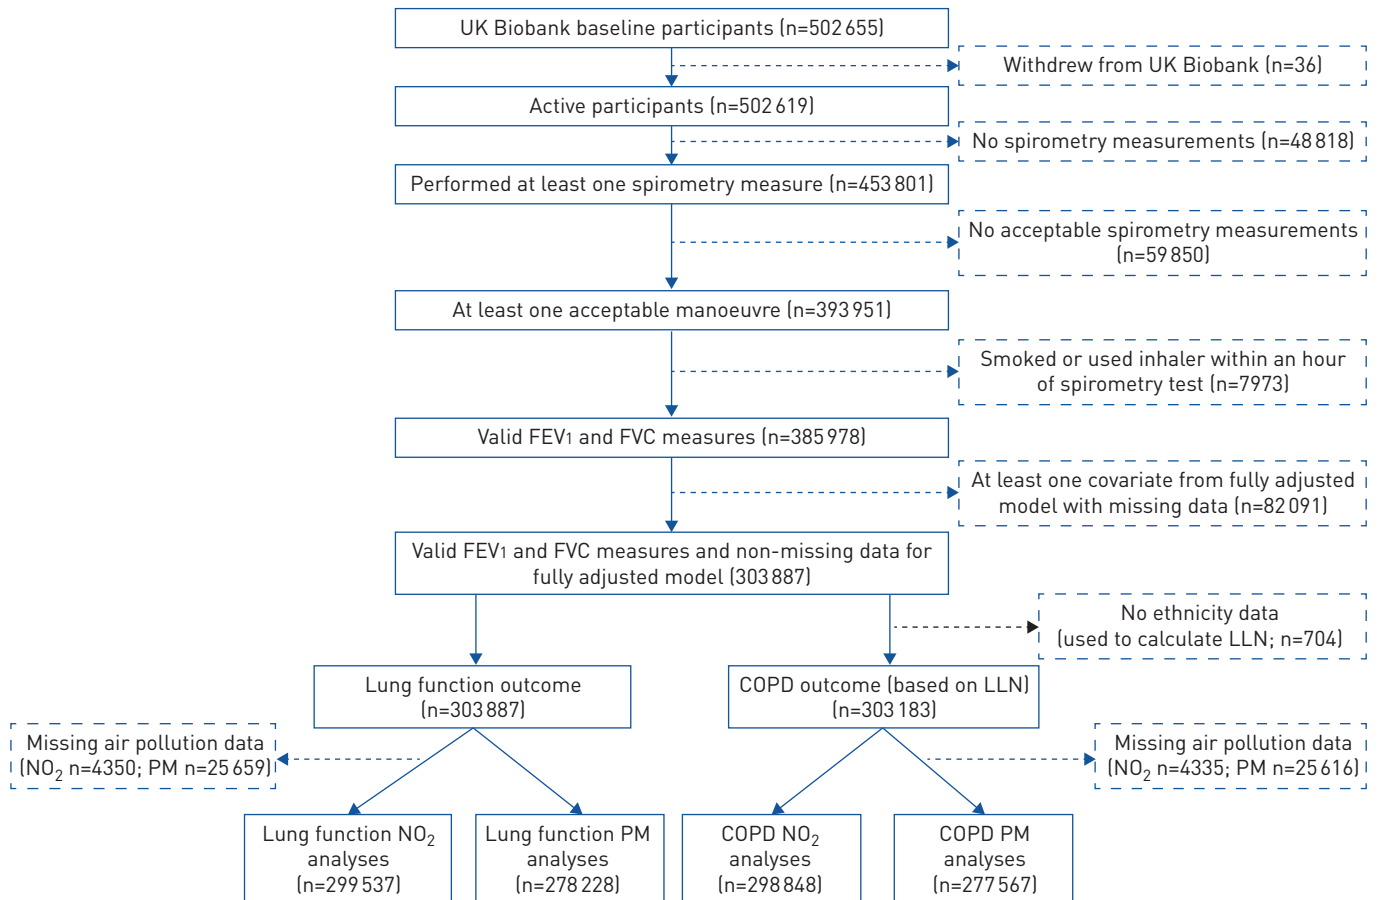 UK Biobank baseline participants (n=502 655)
Withdrew from UK Biobank (n=36)
Active participants (n=502 619)
No spirometry measurements (n=48 818)
Performed at least one spirometry measure (n=453 801)
No acceptable spirometry measurements
(n=59 850)
At least one acceptable manoeuvre (n=393 951)
Smoked or used inhaler within an hour
of spirometry test (n=7973)
Valid FEV1 and FVC measures (n=385 978)
At least one covariate from fully adjusted
model with missing data (n=82 091)
Valid FEV1 and FVC measures and non-missing data for
fully adjusted model (303 887)
No ethnicity data
(used to calculate LLN; n=704)
Lung function outcome
(n=303 887)
COPD outcome (based on LLN)
(n=303 183)
Missing air pollution data
(NO2 n=4350; PM n=25 659)
Missing air pollution data
(NO2 n=4335; PM n=25 616)
Lung function NO2
analyses
(n=299 537)
Lung function PM
analyses
(n=278 228)
COPD NO2
analyses
(n=298 848)
COPD PM
analyses
(n=277 567)